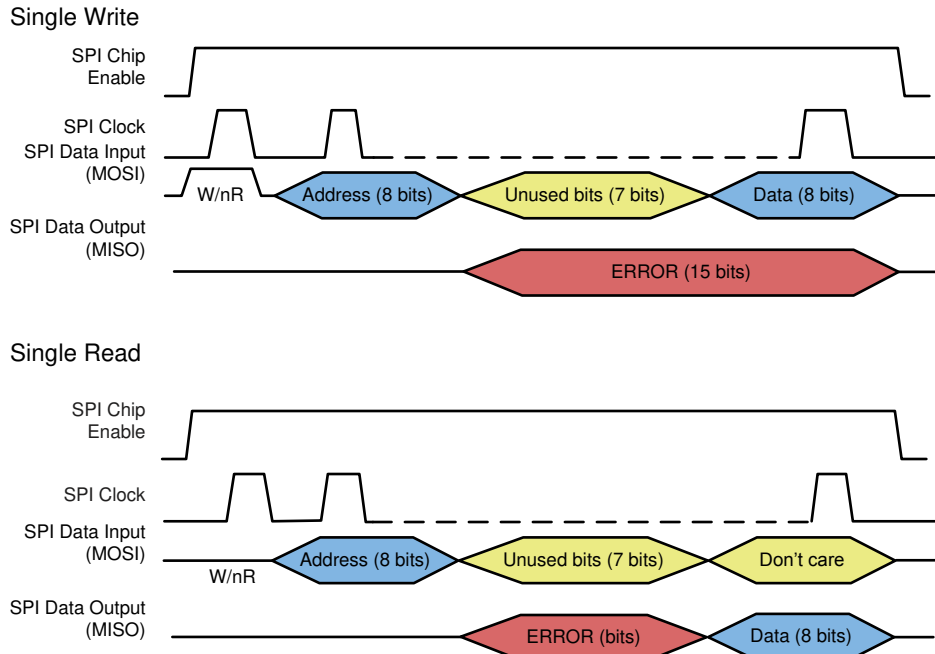 Single Write
SPI Chip
Enable
SPI Clock
SPI Data Input
(MOSI)
W/nR
Address (8 bits)
Unused bits (7 bits)
Data (8 bits)
SPI Data Output
(MISO)
ERROR (15 bits)
Single Read
SPI Chip
Enable
SPI Clock
SPI Data Input
(MOSI)
W/nR
Address (8 bits)
Unused bits (7 bits)
Don't care
SPI Data Output
(MISO)
ERROR (bits)
Data (8 bits)